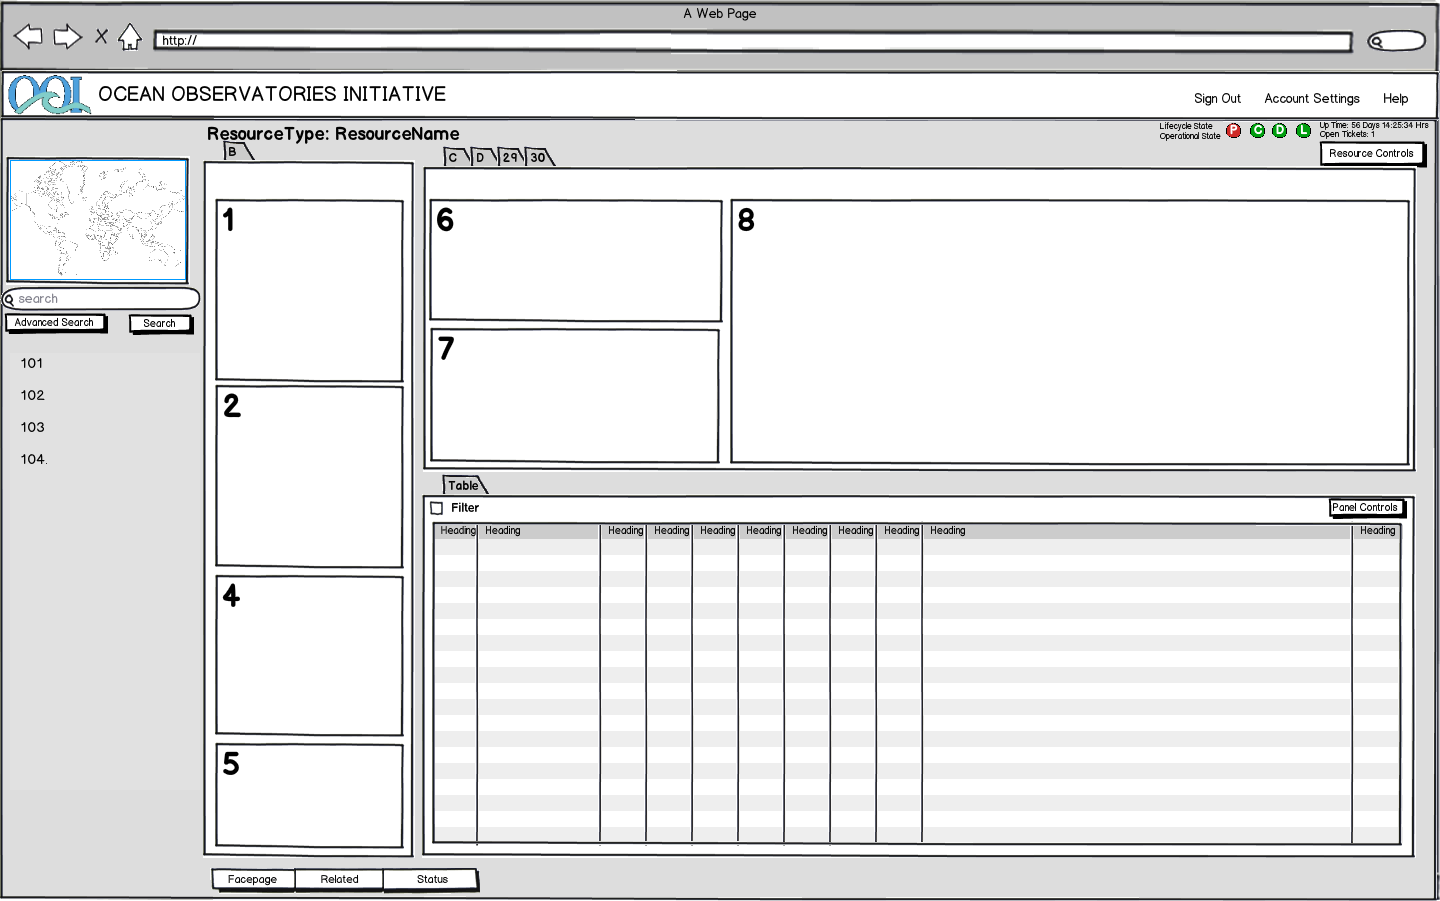 A Web Page
http://
OOI OCEAN OBSERVATORIES INITIATIVE
Sign Out Account Settings Help
ResourceType: ResourceName
Lifecycle State
Operational State
P C D L
Up Time: 56 Days 14:25:34 Hrs
Open Tickets: 1
Resource Controls
B
C D 29 30
search
Advanced Search Search
101
102
103
104.
1
2
4
5
6
7
8
Table
Filter
Panel Controls
Heading Heading Heading Heading Heading Heading Heading Heading Heading Heading Heading
Facepage Related Status